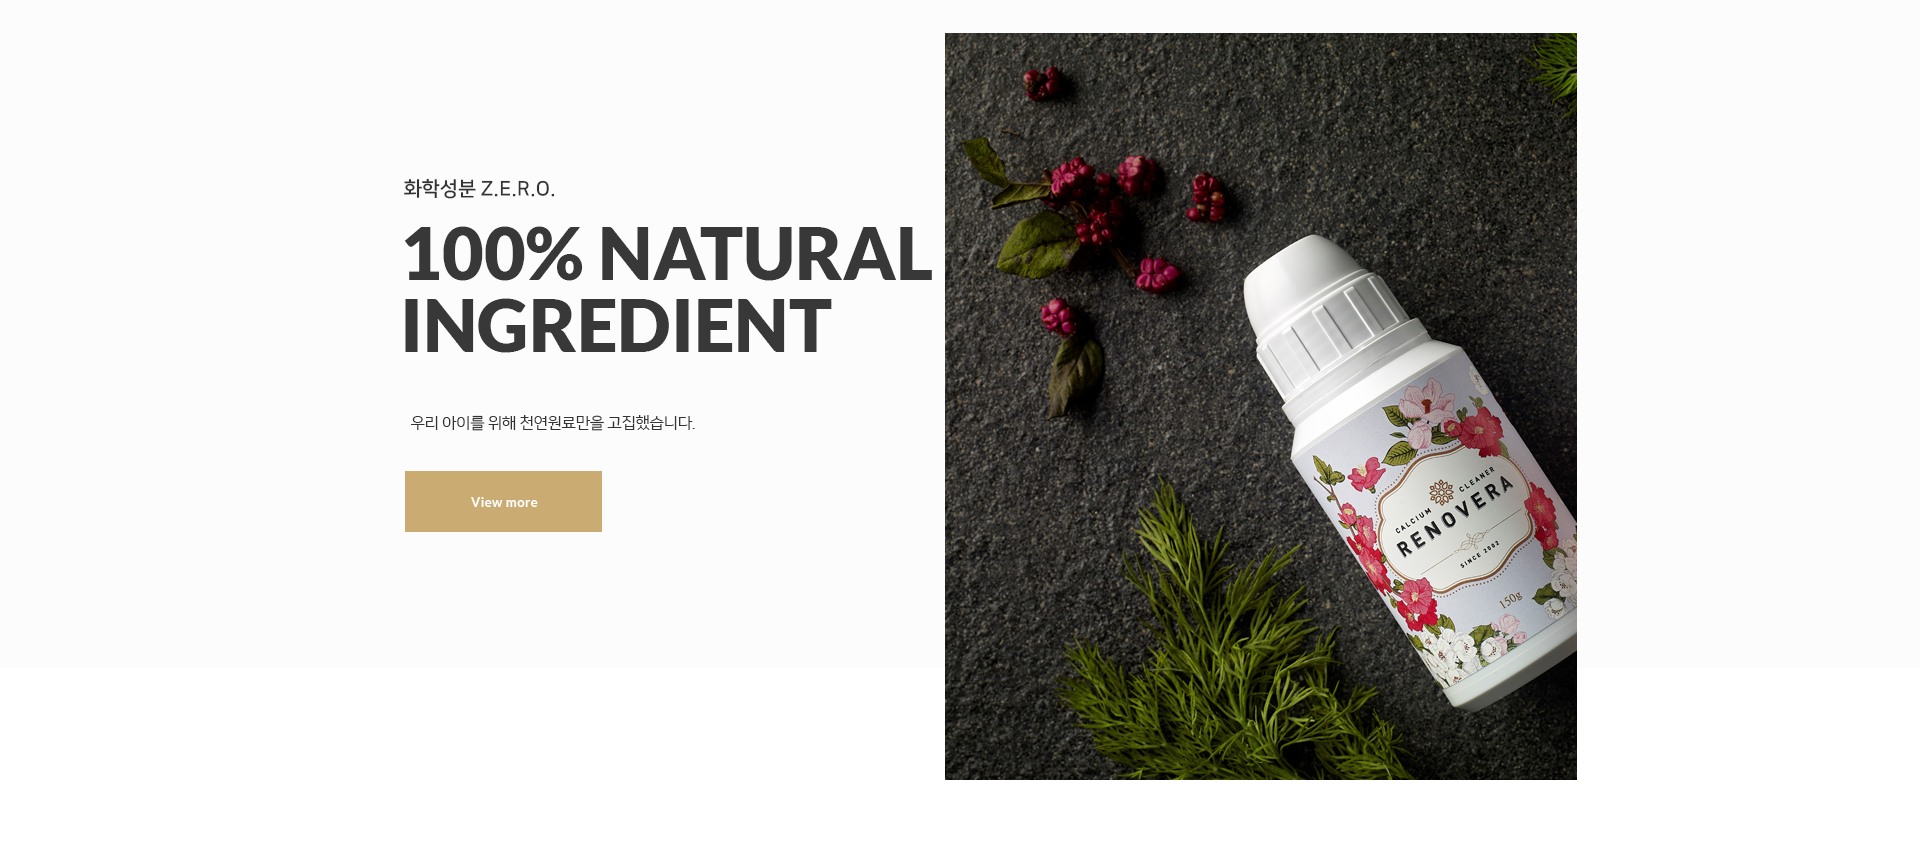 화학성분 Z.E.R.O.
100% NATURAL
INGREDIENT
우리 아이를 위해 천연원료만을 고집했습니다.
View more
CALCIUM CLEANER
RENOVERA
SINCE 2002
150g